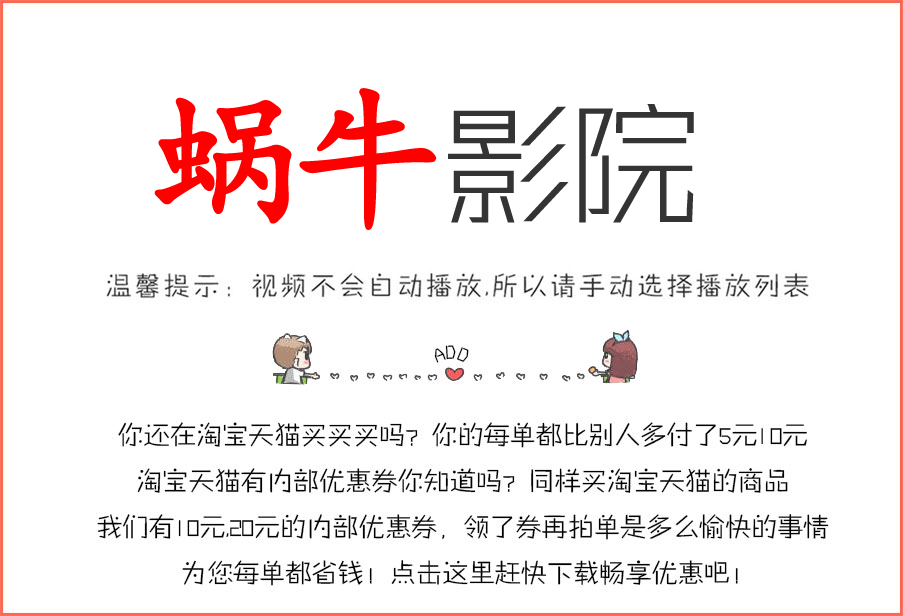 蜗牛影院
温馨提示：视频不会自动播放,所以请手动选择播放列表
ADD
你还在淘宝天猫买买买吗？你的每单都比别人多付了5元10元
淘宝天猫有内部优惠券你知道吗？同样买淘宝天猫的商品
我们有10元,20元的内部优惠券，领了券再拍单是多么愉快的事情
为您每单都省钱！点击这里赶快下载畅享优惠吧！